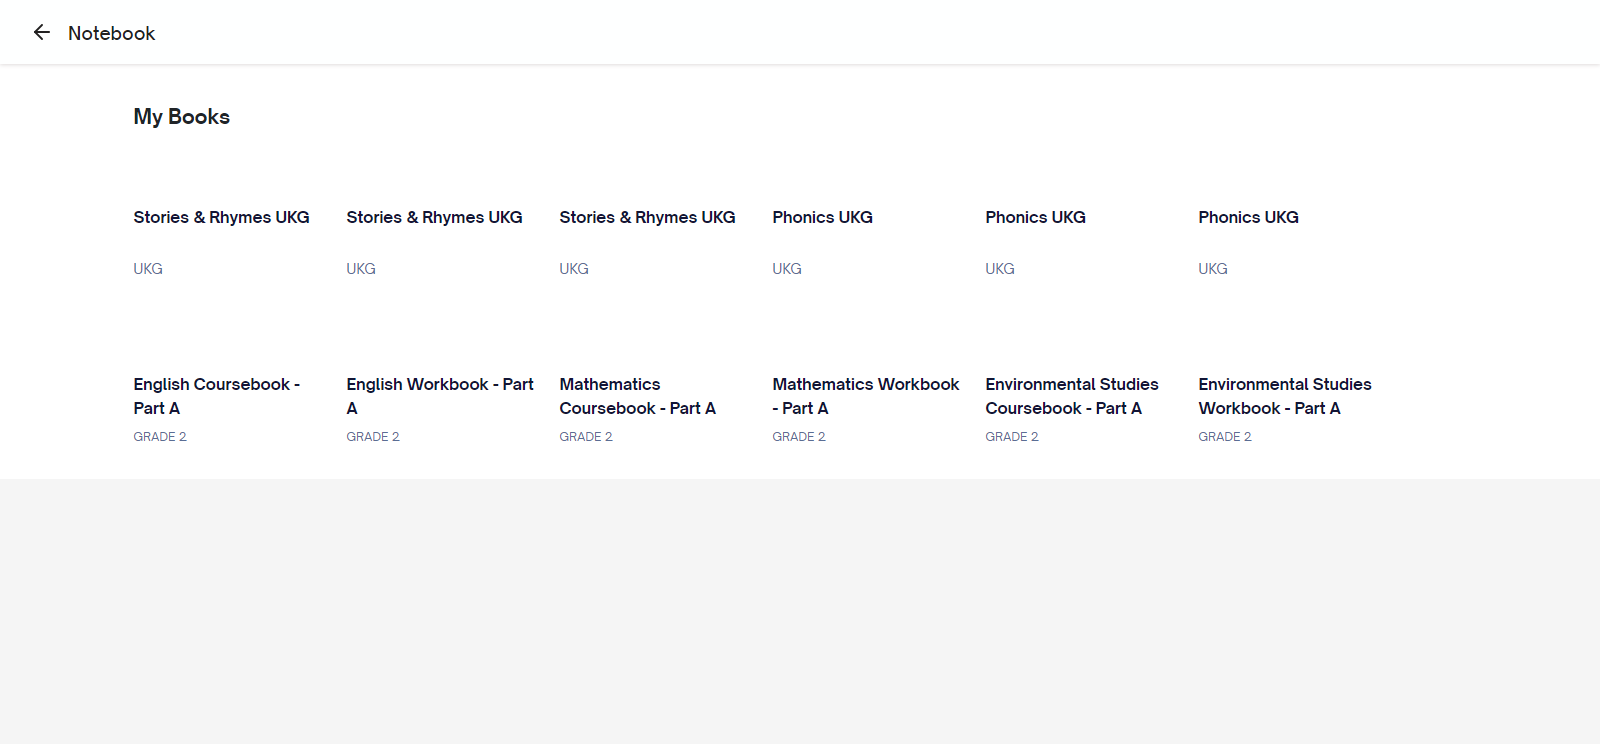 Notebook
My Books
Stories & Rhymes UKG
UKG
Stories & Rhymes UKG
UKG
Stories & Rhymes UKG
UKG
Phonics UKG
UKG
Phonics UKG
UKG
Phonics UKG
UKG
English Coursebook -
Part A
GRADE 2
English Workbook - Part
A
GRADE 2
Mathematics
Coursebook - Part A
GRADE 2
Mathematics Workbook
- Part A
GRADE 2
Environmental Studies
Coursebook - Part A
GRADE 2
Environmental Studies
Workbook - Part A
GRADE 2